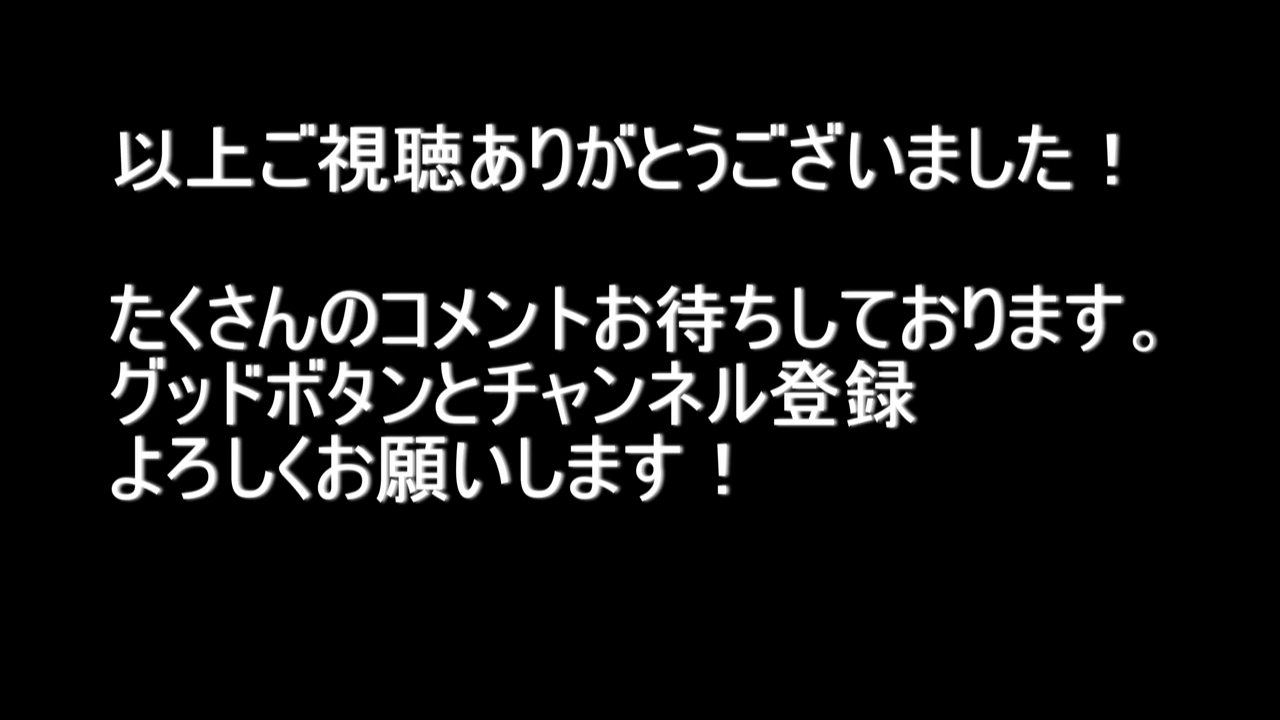 以上ご視聴ありがとうございました！
たくさんのコメントお待ちしております。
グッドボタンとチャンネル登録
よろしくお願いします！